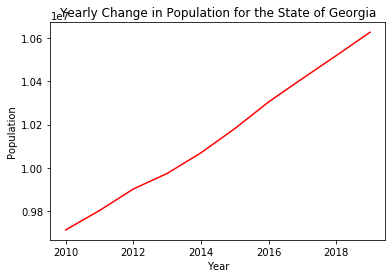 Yearly Change in Population for the State of Georgia
1e7
1.06
1.04
1.02
1.00
0.98
Population
2010
2012
2014
2016
2018
Year